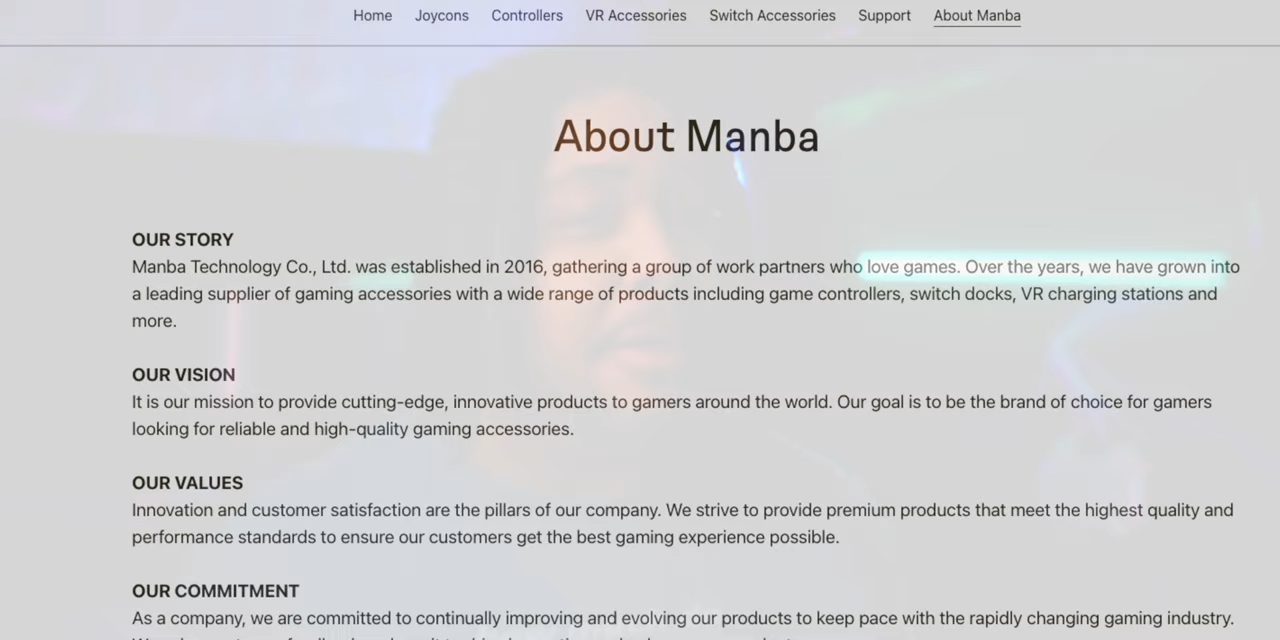 Home Joycons Controllers VR Accessories Switch Accessories Support About Manba
About Manba
OUR STORY
Manba Technology Co., Ltd. was established in 2016, gathering a group of work partners who love games. Over the years, we have grown into
a leading supplier of gaming accessories with a wide range of products including game controllers, switch docks, VR charging stations and
more.
OUR VISION
It is our mission to provide cutting-edge, innovative products to gamers around the world. Our goal is to be the brand of choice for gamers
looking for reliable and high-quality gaming accessories.
OUR VALUES
Innovation and customer satisfaction are the pillars of our company. We strive to provide premium products that meet the highest quality and
performance standards to ensure our customers get the best gaming experience possible.
OUR COMMITMENT
As a company, we are committed to continually improving and evolving our products to keep pace with the rapidly changing gaming industry.